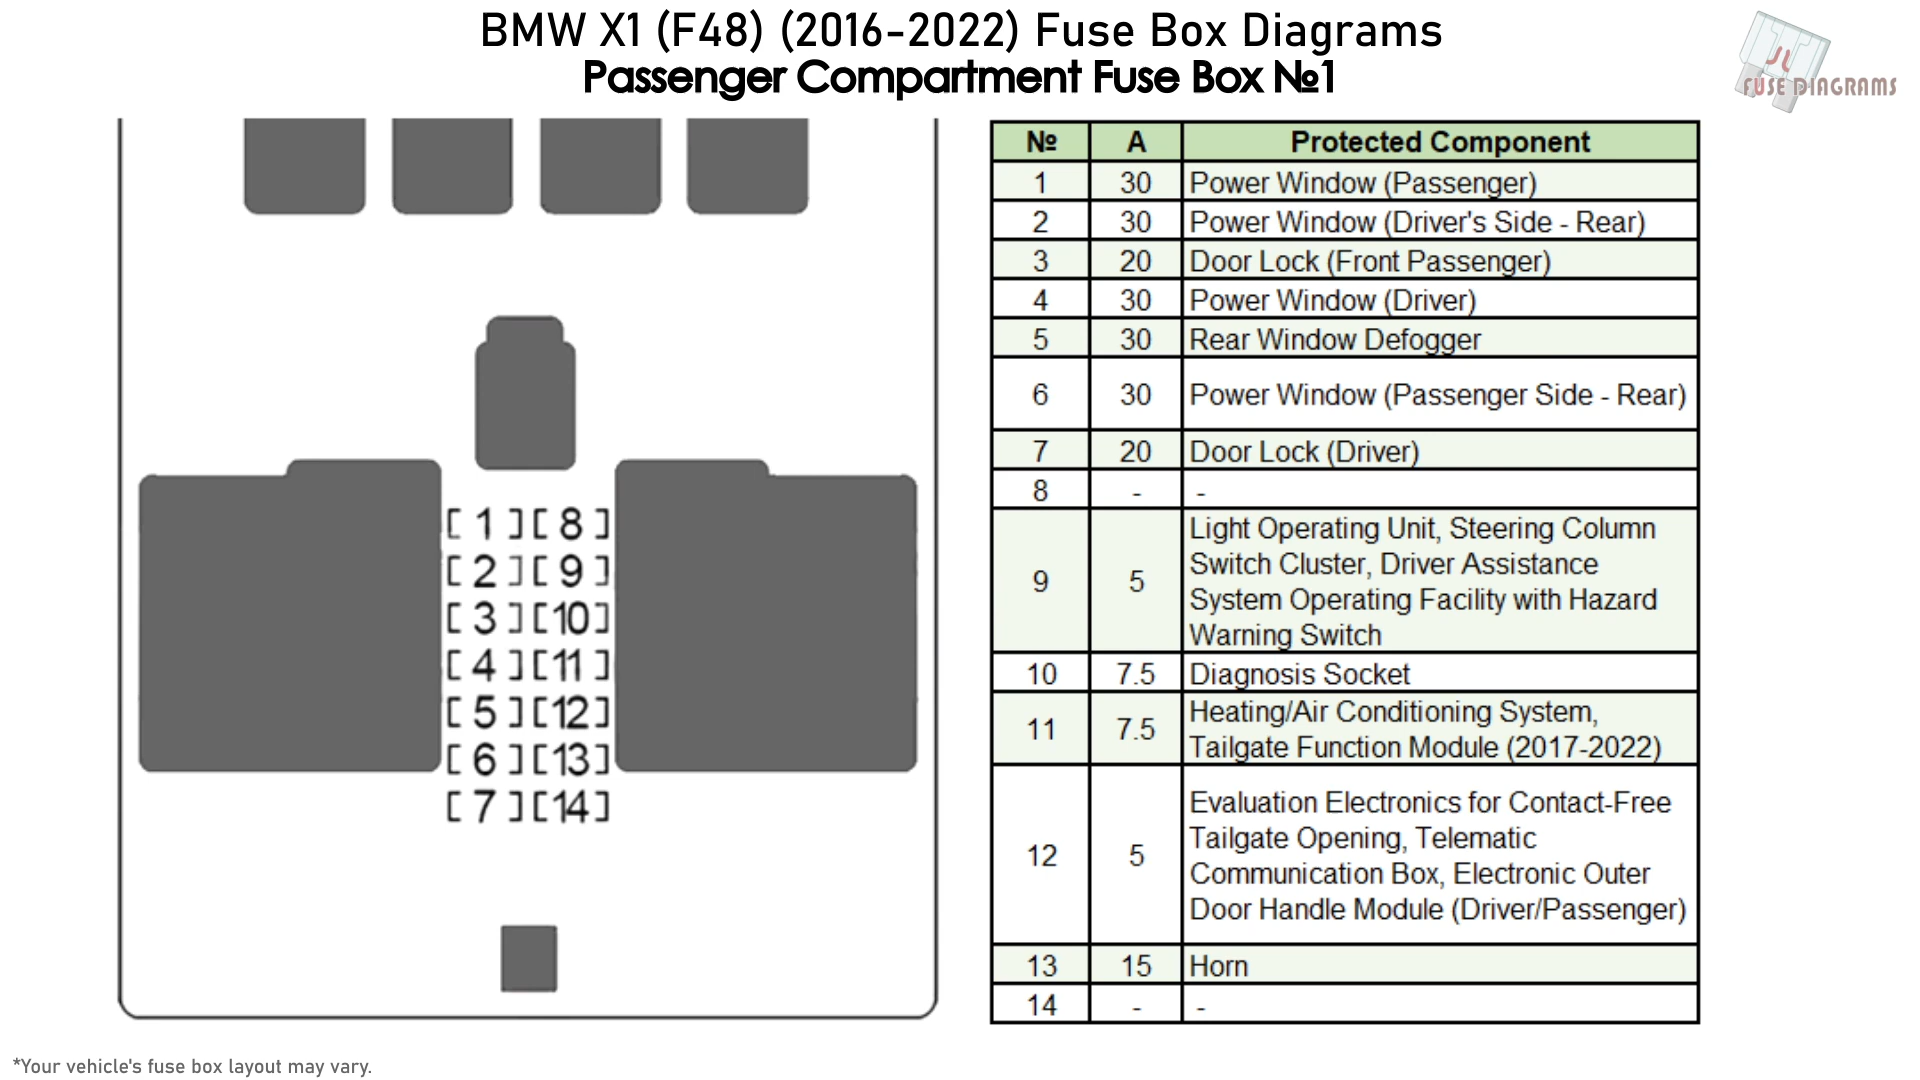 BMW X1 (F48) (2016-2022) Fuse Box Diagrams
Passenger Compartment Fuse Box №1
JL
FUSE DIAGRAMS
[ 1 ] [ 8 ]
[ 2 ] [ 9 ]
[ 3 ] [10]
[ 4 ] [11]
[ 5 ] [12]
[ 6 ] [13]
[ 7 ] [14]
№ A Protected Component
1 30 Power Window (Passenger)
2 30 Power Window (Driver's Side - Rear)
3 20 Door Lock (Front Passenger)
4 30 Power Window (Driver)
5 30 Rear Window Defogger
6 30 Power Window (Passenger Side - Rear)
7 20 Door Lock (Driver)
8 - -
9 5 Light Operating Unit, Steering Column
Switch Cluster, Driver Assistance
System Operating Facility with Hazard
Warning Switch
10 7.5 Diagnosis Socket
11 7.5 Heating/Air Conditioning System,
Tailgate Function Module (2017-2022)
12 5 Evaluation Electronics for Contact-Free
Tailgate Opening, Telematic
Communication Box, Electronic Outer
Door Handle Module (Driver/Passenger)
13 15 Horn
14 - -
*Your vehicle's fuse box layout may vary.